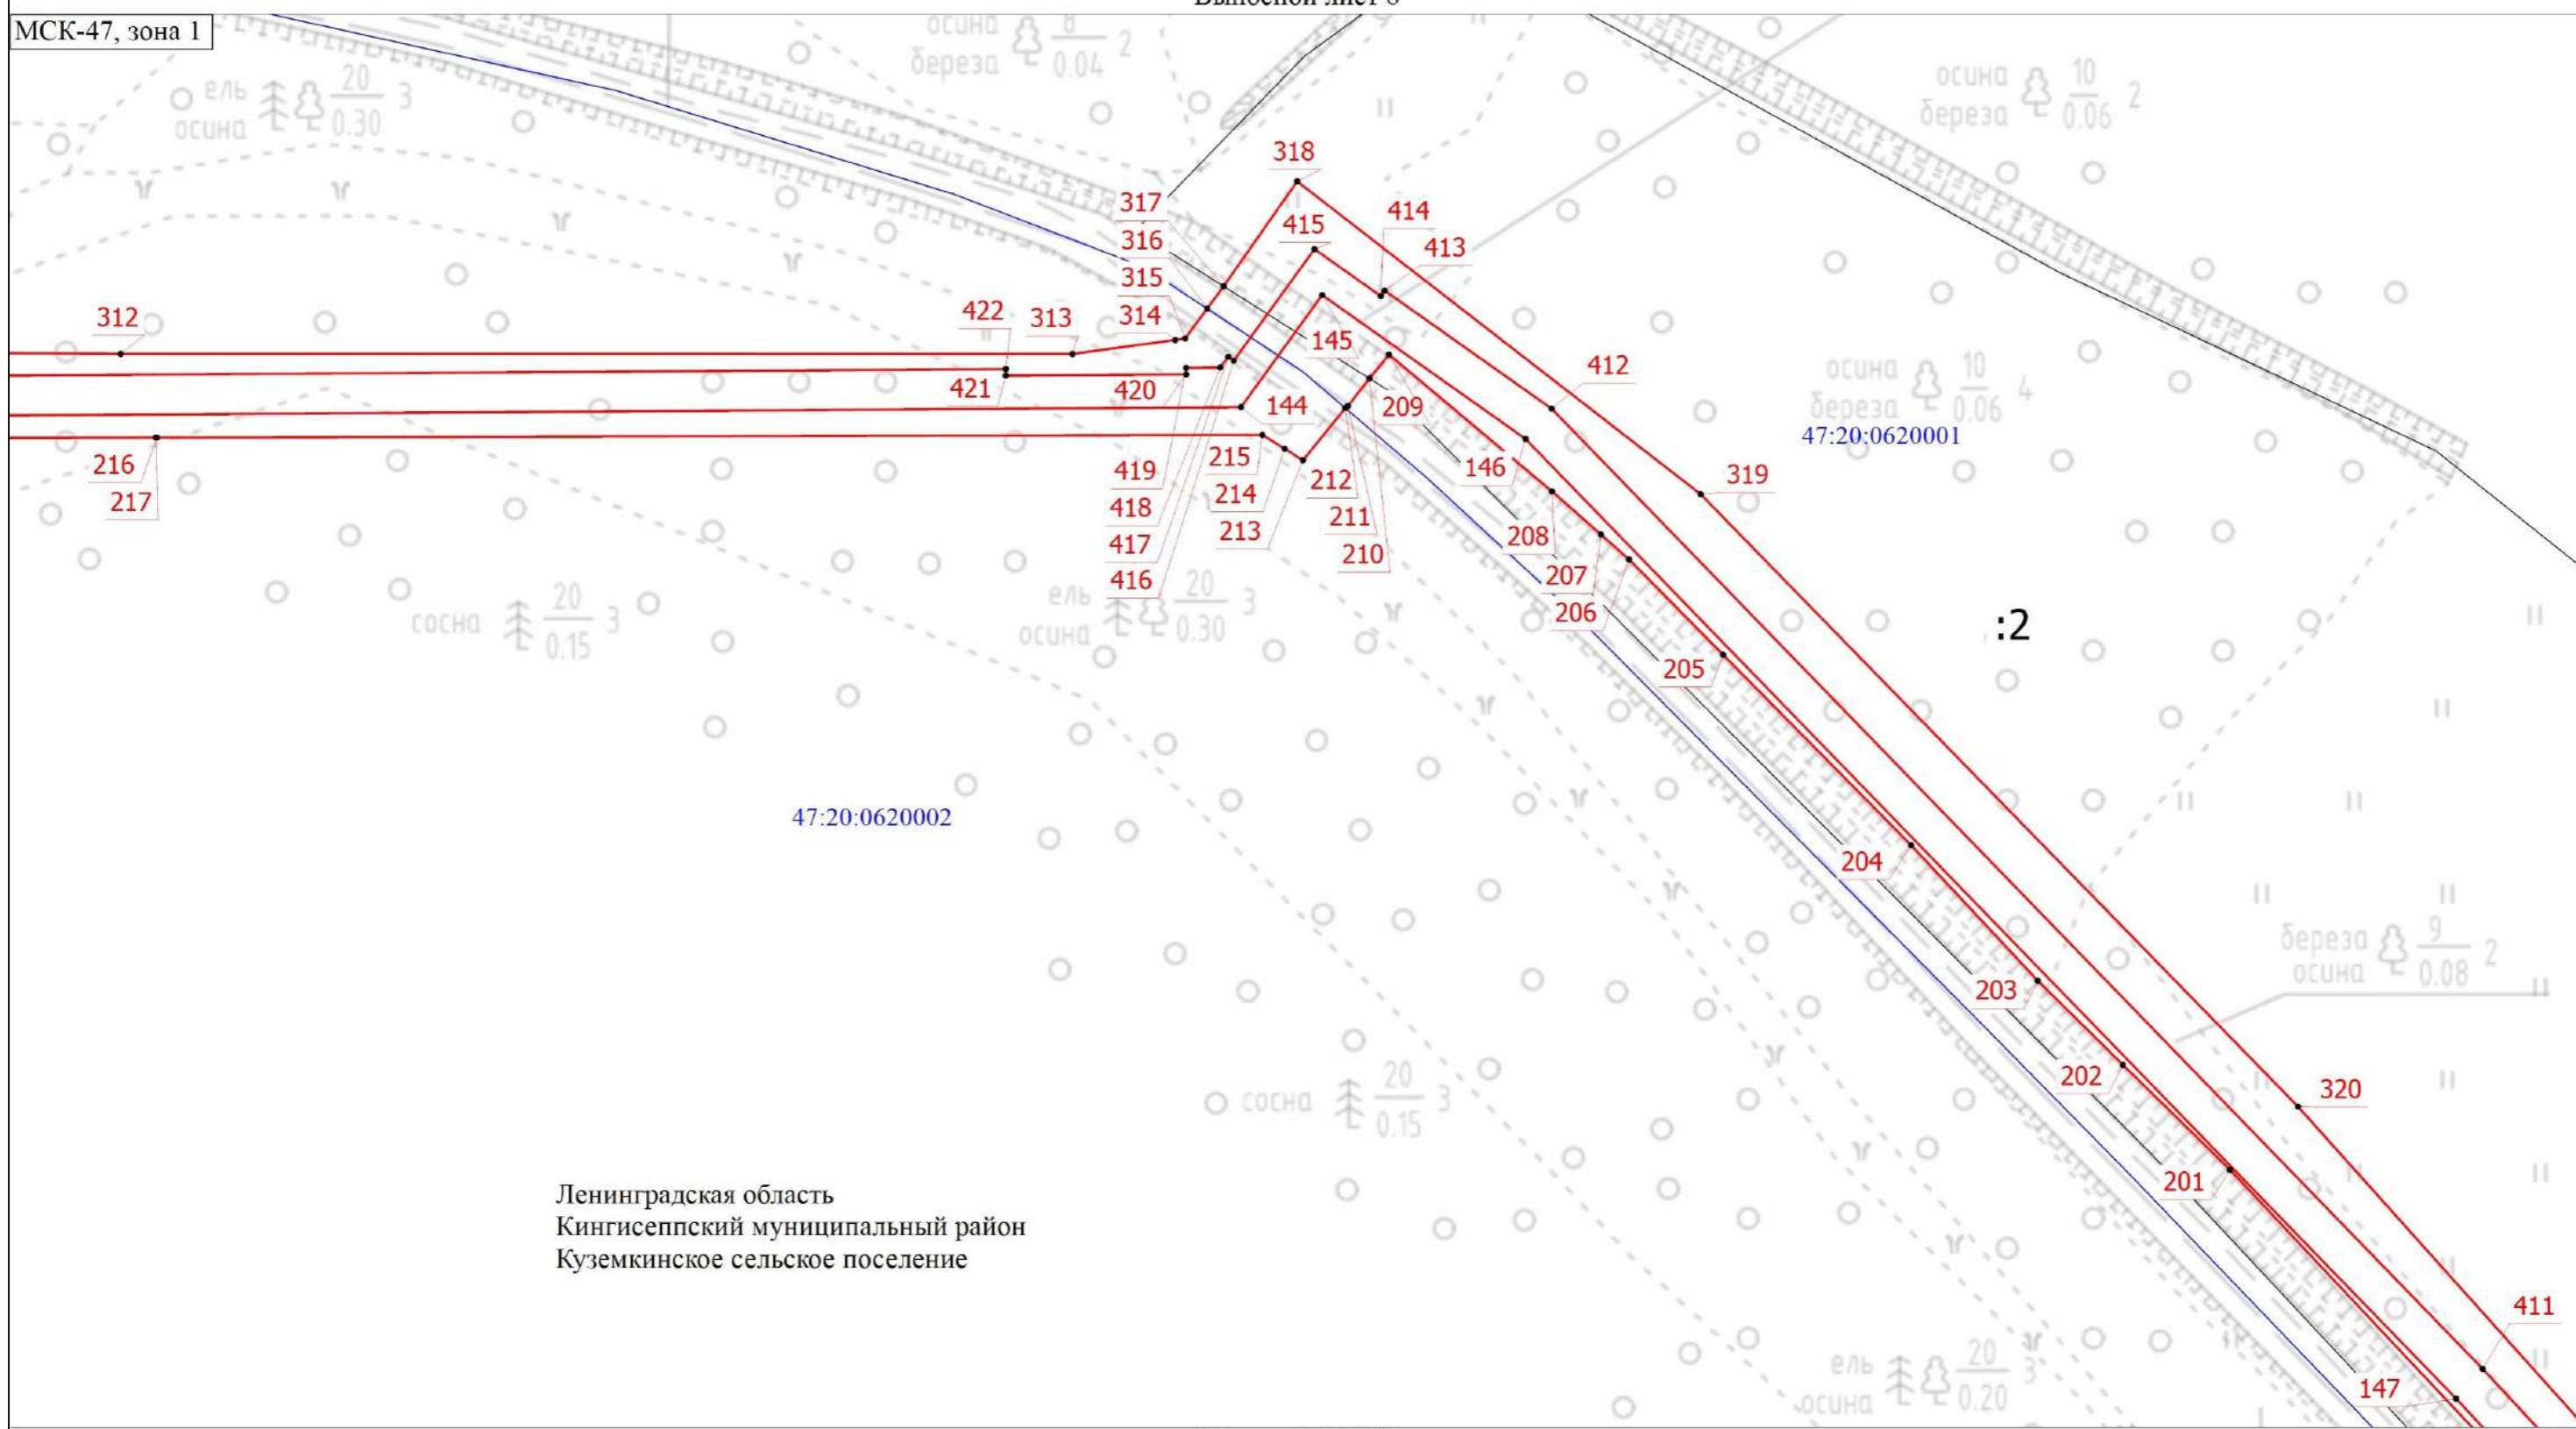 Выносной лист 8
МСК-47, зона 1
осина 8 2
береза 0.04
ель 20 3
осина 0.30
осина 10 2
береза 0.06
318
317
414
415
316
413
315
312
422
313
314
145
412
421
420
144
209
осина 10 4
береза 0.06
47:20:0620001
216
419
215
146
319
217
418
214
212
417
213
211
208
416
210
207
сосна 20 3
0.15
ель 20 3
осина 0.30
206
:2
205
47:20:0620002
204
береза 9 2
осина 0.08
203
202
320
сосна 20 3
0.15
201
Ленинградская область
Кингисеппский муниципальный район
Куземкинское сельское поселение
411
ель 20 3
осина 0.20
147